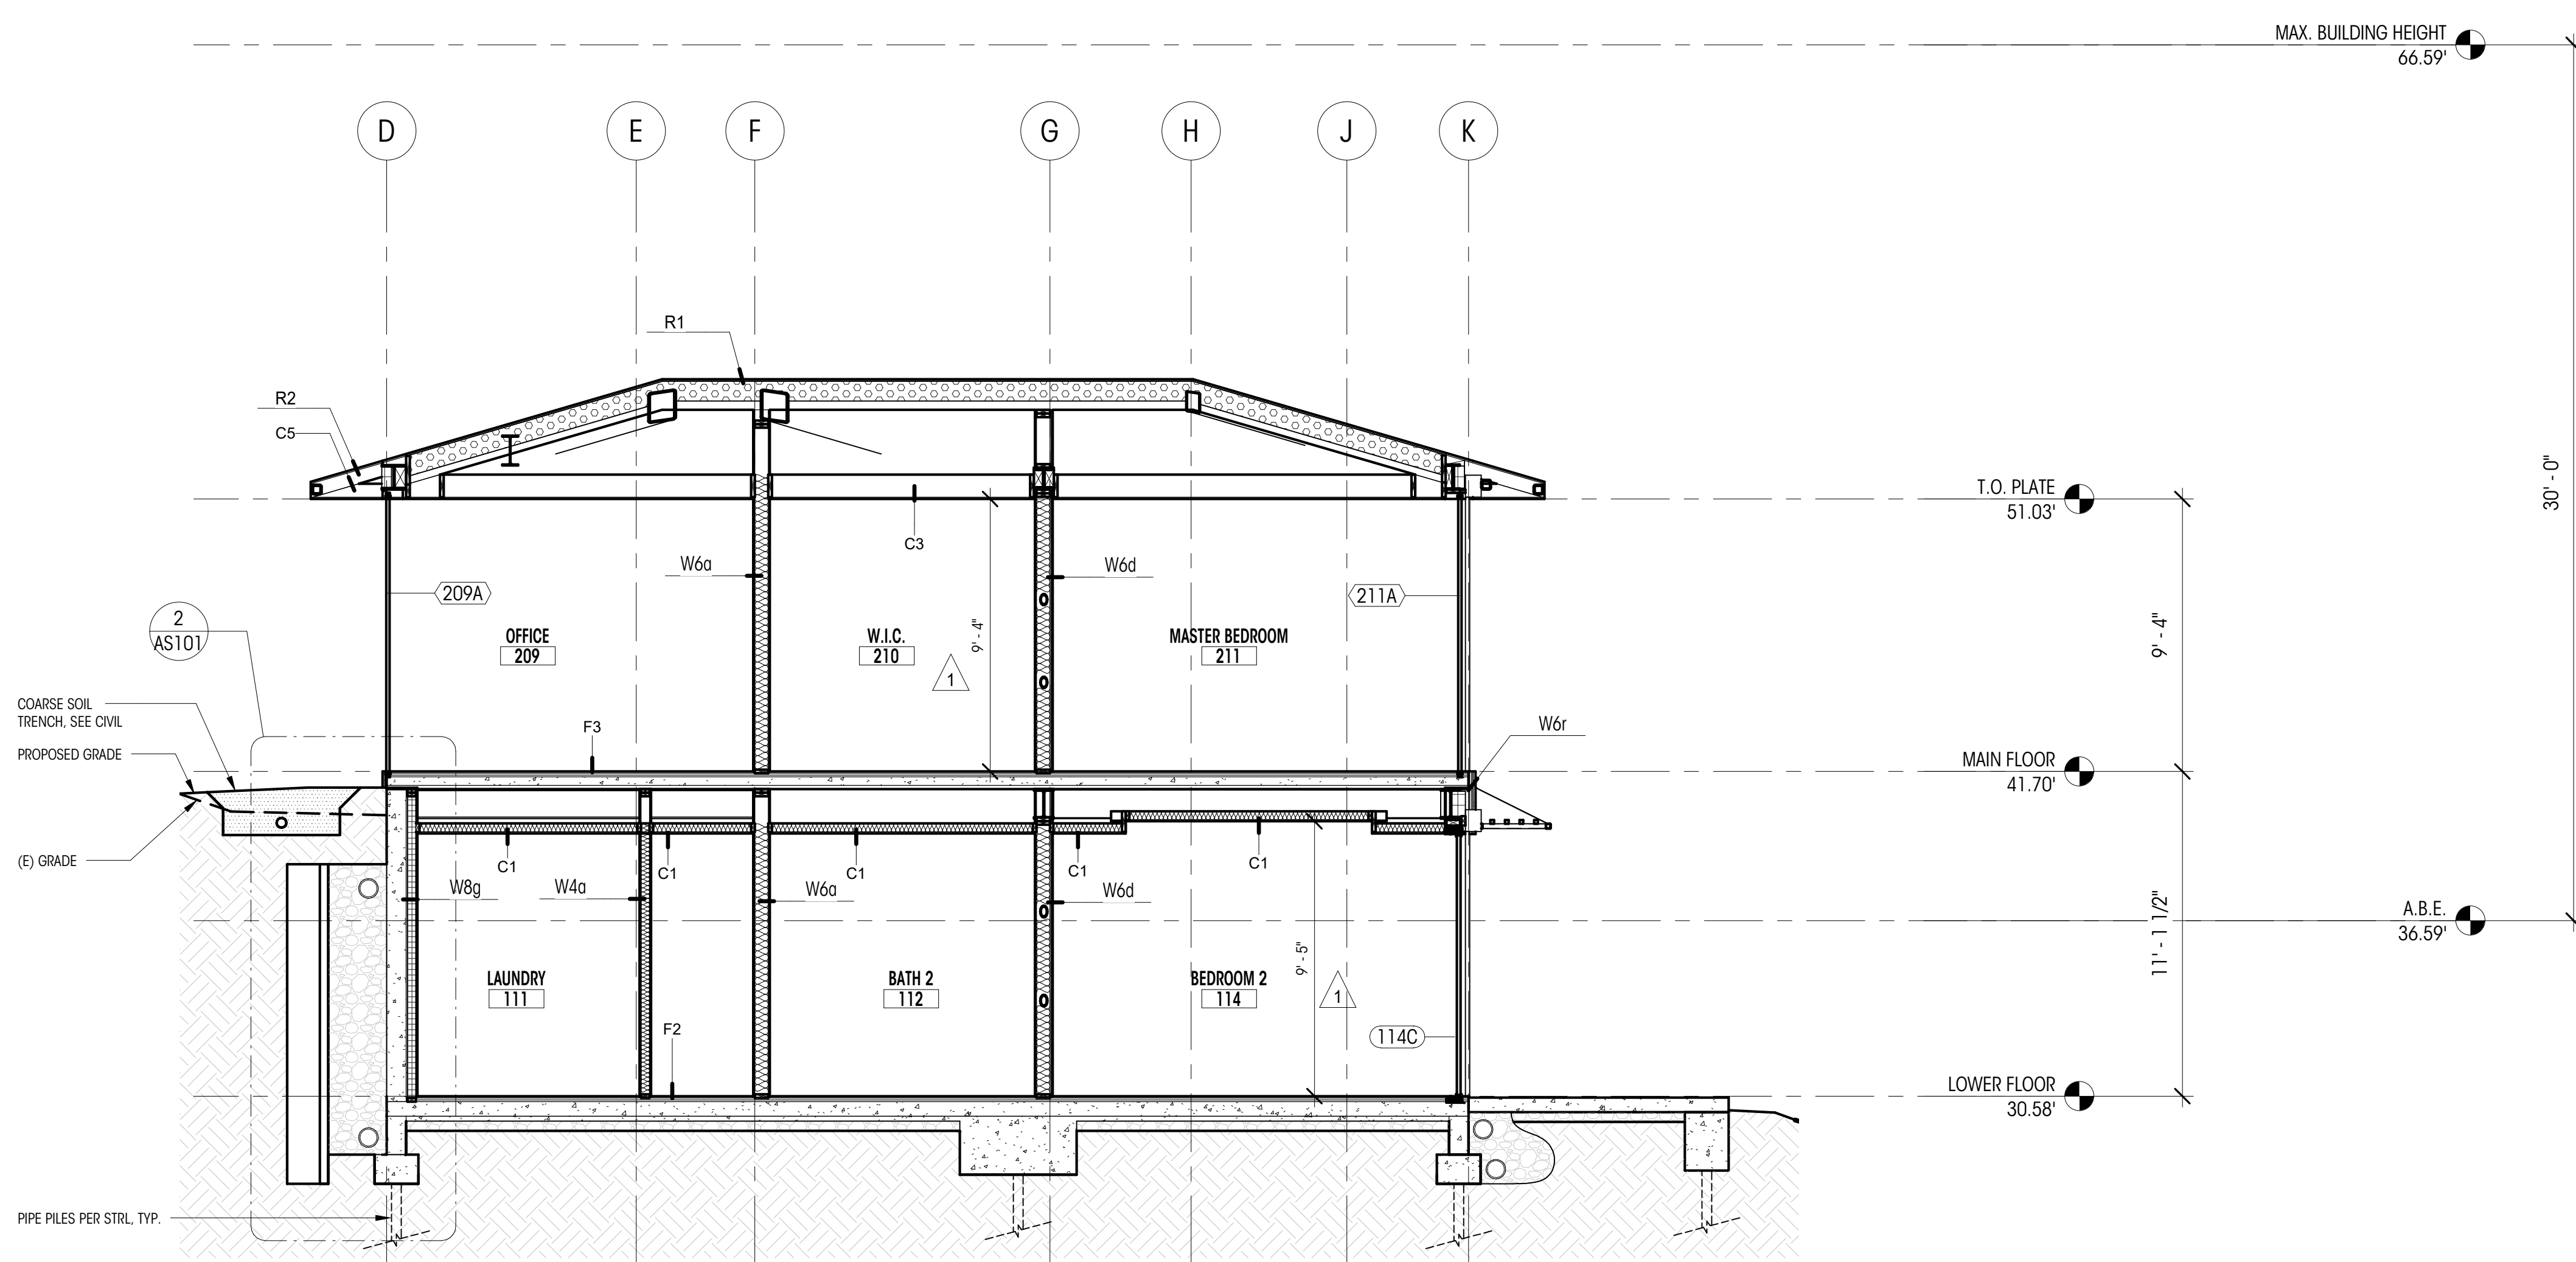 MAX. BUILDING HEIGHT
66.59'
D
E
F
G
H
J
K
R1
R2
C5
30' - 0"
T.O. PLATE
51.03'
C3
W6a
W6d
209A
211A
2
AS101
OFFICE
209
W.I.C.
210
9' - 4"
1
MASTER BEDROOM
211
9' - 4"
COARSE SOIL
TRENCH, SEE CIVIL
PROPOSED GRADE
F3
W6r
MAIN FLOOR
41.70'
(E) GRADE
C1
C1
C1
C1
C1
W8g
W4a
W6a
W6d
A.B.E.
36.59'
11' - 1 1/2"
LAUNDRY
111
BATH 2
112
BEDROOM 2
114
9' - 5"
1
F2
114C
LOWER FLOOR
30.58'
PIPE PILES PER STRL, TYP.